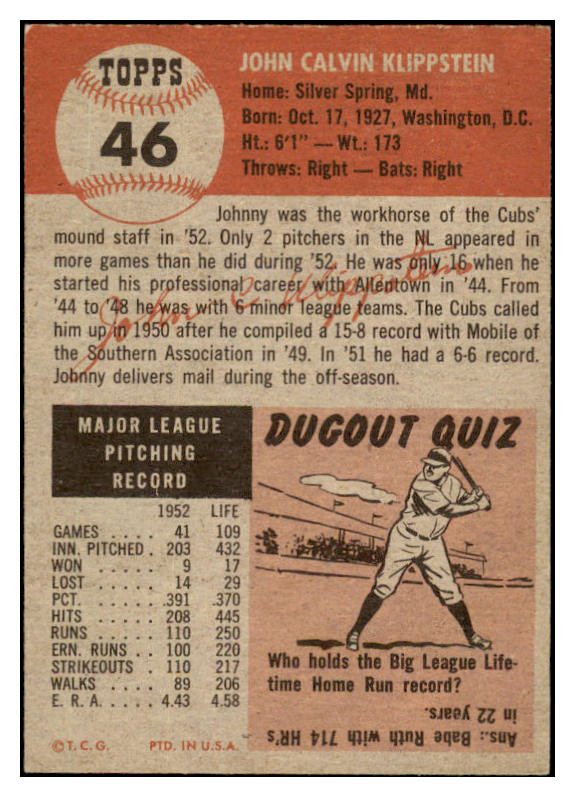 TOPPS
46
JOHN CALVIN KLIPPSTEIN
Home: Silver Spring, Md.
Born: Oct. 17, 1927, Washington, D.C.
Ht.: 6'1" — Wt.: 173
Throws: Right — Bats: Right
Johnny was the workhorse of the Cubs'
mound staff in '52. Only 2 pitchers in the NL appeared in
more games than he did during '52. He was only 16 when he
started his professional career with Allentown in '44. From
'44 to '48 he was with 6 minor league teams. The Cubs called
him up in 1950 after he compiled a 15-8 record with Mobile of
the Southern Association in '49. In '51 he had a 6-6 record.
Johnny delivers mail during the off-season.
John C Klippstein
MAJOR LEAGUE
PITCHING
RECORD
1952 LIFE
GAMES . . . . 41 109
INN. PITCHED . 203 432
WON . . . . . 9 17
LOST . . . . . 14 29
PCT. . . . . . .391 .370
HITS . . . . . 208 445
RUNS . . . . . 110 250
ERN. RUNS . . 100 220
STRIKEOUTS . 110 217
WALKS . . . . 89 206
E. R. A. . . . . 4.43 4.58
©T.C.G. PTD. IN U.S.A.
DUGOUT QUIZ
Who holds the Big League Life-
time Home Run record?
Ans.: Babe Ruth with 714 HR's
in 22 years.